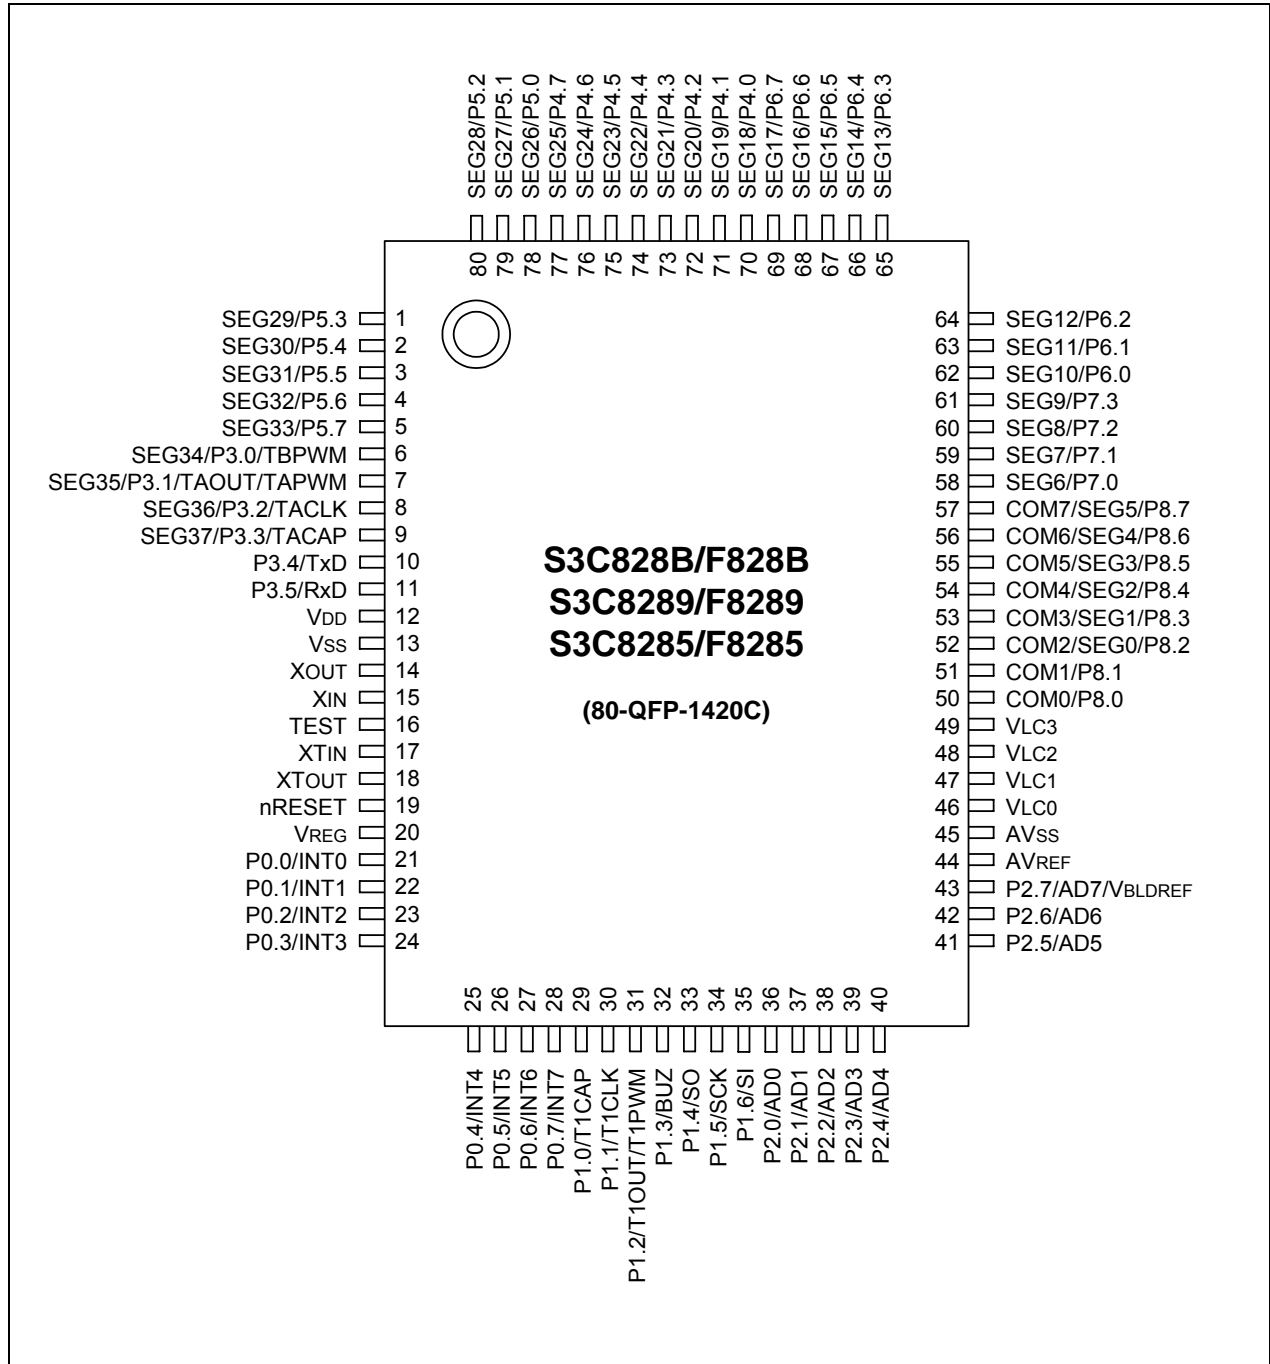 SEG28/P5.2
SEG27/P5.1
SEG26/P5.0
SEG25/P4.7
SEG24/P4.6
SEG23/P4.5
SEG22/P4.4
SEG21/P4.3
SEG20/P4.2
SEG19/P4.1
SEG18/P4.0
SEG17/P6.7
SEG16/P6.6
SEG15/P6.5
SEG14/P6.4
SEG13/P6.3
80
79
78
77
76
75
74
73
72
71
70
69
68
67
66
65
SEG29/P5.3 1
SEG30/P5.4 2
SEG31/P5.5 3
SEG32/P5.6 4
SEG33/P5.7 5
SEG34/P3.0/TBPWM 6
SEG35/P3.1/TAOUT/TAPWM 7
SEG36/P3.2/TACLK 8
SEG37/P3.3/TACAP 9
P3.4/TxD 10
P3.5/RxD 11
VDD 12
VSS 13
XOUT 14
XIN 15
TEST 16
XTIN 17
XTOUT 18
nRESET 19
VREG 20
P0.0/INT0 21
P0.1/INT1 22
P0.2/INT2 23
P0.3/INT3 24
S3C828B/F828B
S3C8289/F8289
S3C8285/F8285
(80-QFP-1420C)
64 SEG12/P6.2
63 SEG11/P6.1
62 SEG10/P6.0
61 SEG9/P7.3
60 SEG8/P7.2
59 SEG7/P7.1
58 SEG6/P7.0
57 COM7/SEG5/P8.7
56 COM6/SEG4/P8.6
55 COM5/SEG3/P8.5
54 COM4/SEG2/P8.4
53 COM3/SEG1/P8.3
52 COM2/SEG0/P8.2
51 COM1/P8.1
50 COM0/P8.0
49 VLC3
48 VLC2
47 VLC1
46 VLC0
45 AVSS
44 AVREF
43 P2.7/AD7/VBLDREF
42 P2.6/AD6
41 P2.5/AD5
25
26
27
28
29
30
31
32
33
34
35
36
37
38
39
40
P0.4/INT4
P0.5/INT5
P0.6/INT6
P0.7/INT7
P1.0/T1CAP
P1.1/T1CLK
P1.2/T1OUT/T1PWM
P1.3/BUZ
P1.4/SO
P1.5/SCK
P1.6/SI
P2.0/AD0
P2.1/AD1
P2.2/AD2
P2.3/AD3
P2.4/AD4